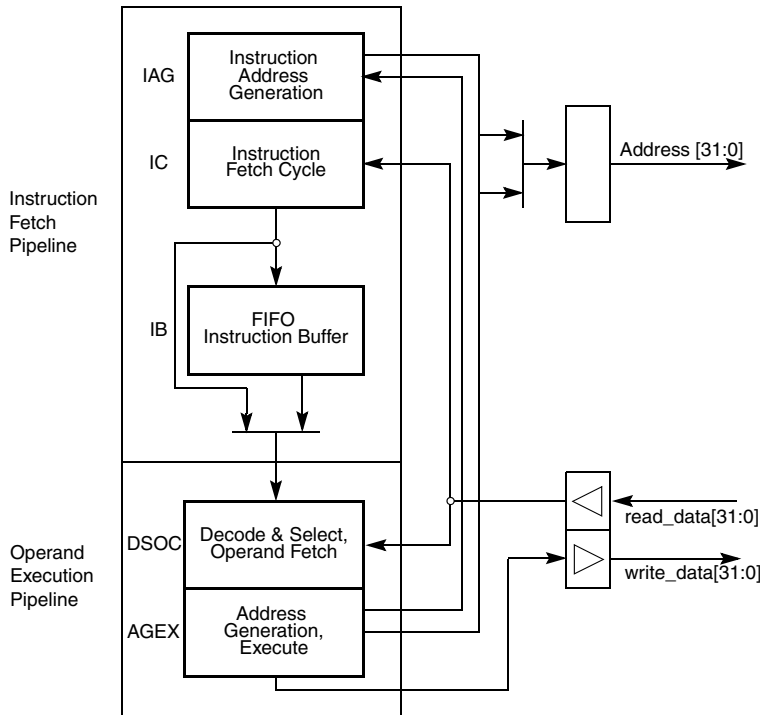 IAG
Instruction
Address
Generation
IC
Instruction
Fetch Cycle
Address [31:0]
Instruction
Fetch
Pipeline
IB
FIFO
Instruction Buffer
read_data[31:0]
DSOC
Decode & Select,
Operand Fetch
write_data[31:0]
Operand
Execution
Pipeline
AGEX
Address
Generation,
Execute